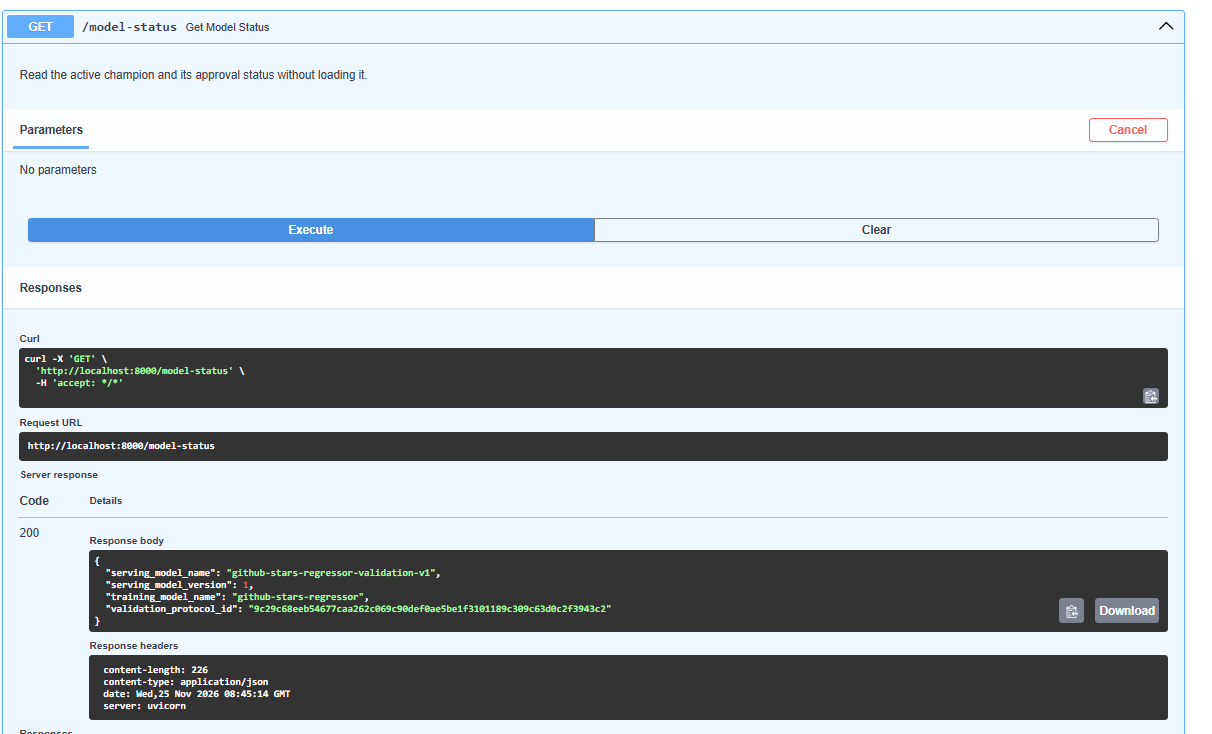 GET /model-status Get Model Status
Read the active champion and its approval status without loading it.
Parameters
Cancel
No parameters
Execute
Clear
Responses
Curl
curl -X 'GET' \
  'http://localhost:8000/model-status' \
  -H 'accept: */*'
Request URL
http://localhost:8000/model-status
Server response
Code Details
200
Response body
{
  "serving_model_name": "github-stars-regressor-validation-v1",
  "serving_model_version": 1,
  "training_model_name": "github-stars-regressor",
  "validation_protocol_id": "9c29c68eeb54677caa262c069c90def0ae5be1f3101189c309c63d0c2f3943c2"
}
Download
Response headers
content-length: 226
content-type: application/json
date: Wed,25 Nov 2026 08:45:14 GMT
server: uvicorn
Responses